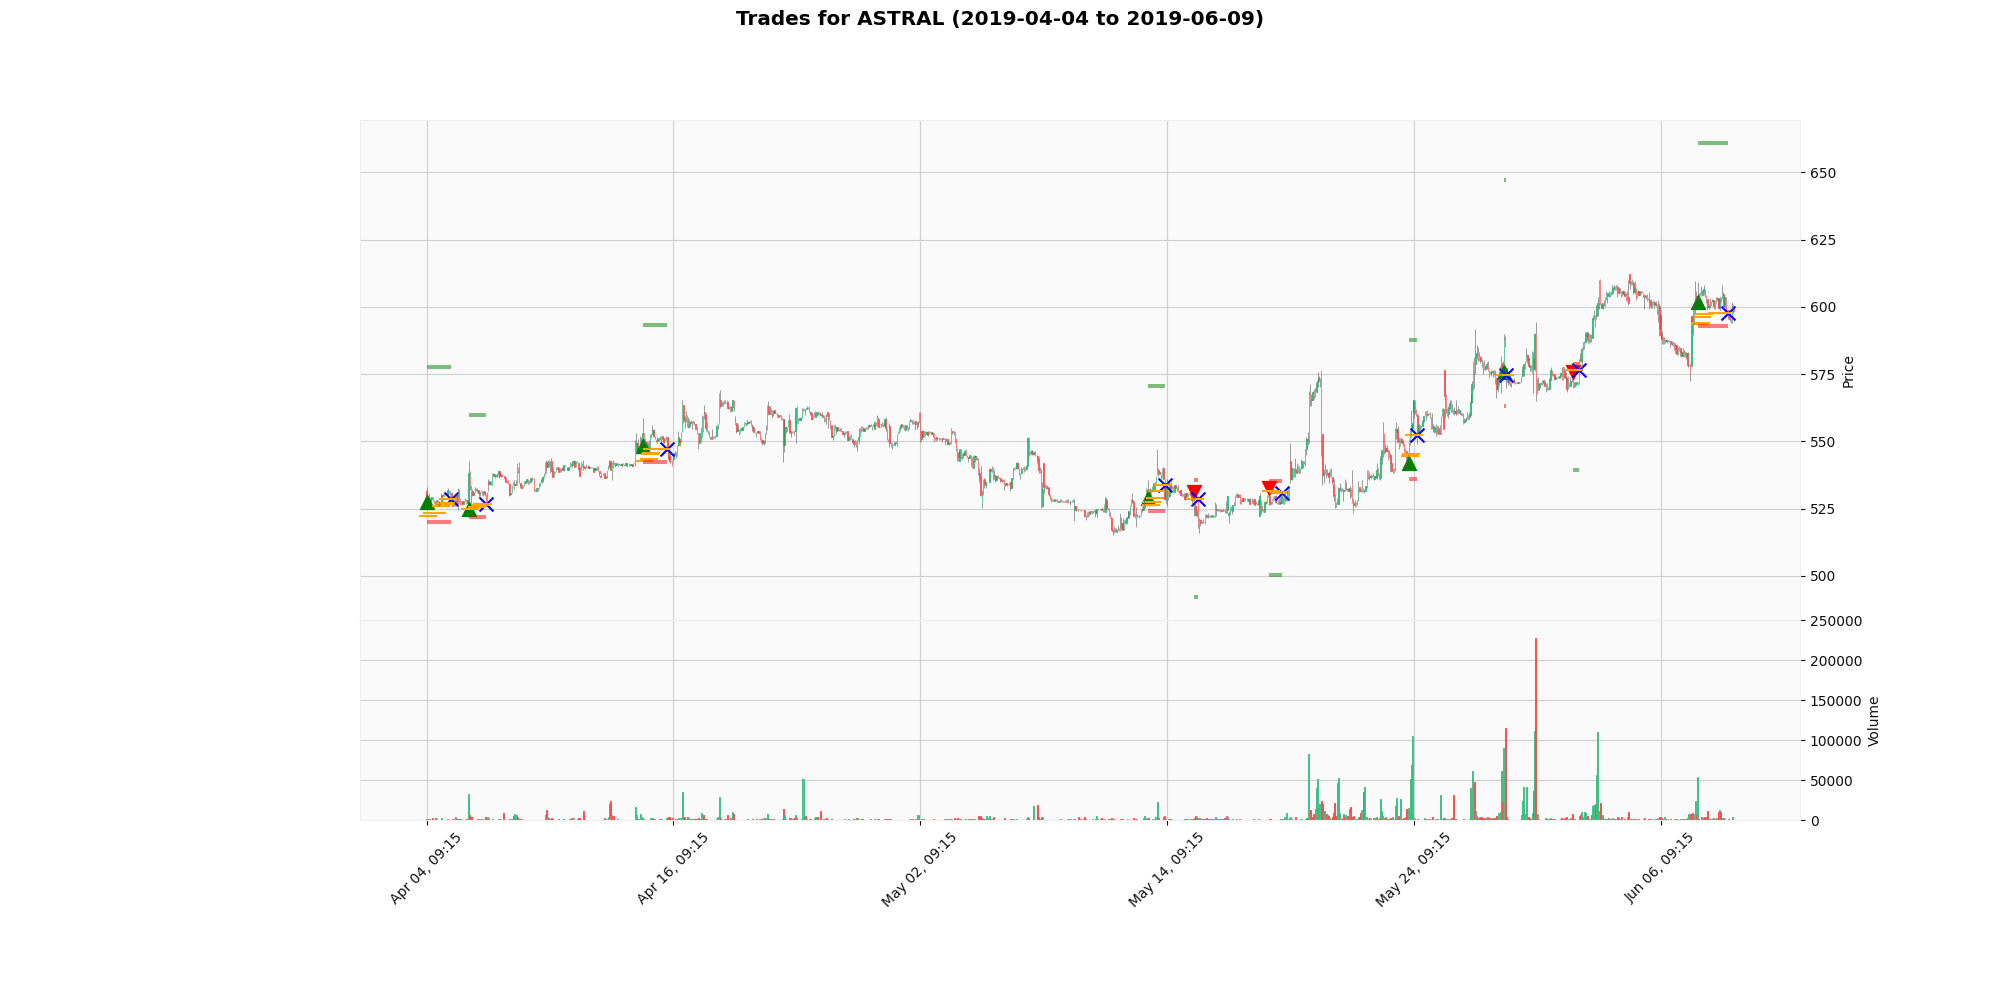 Trades for ASTRAL (2019-04-04 to 2019-06-09)
650
625
600
575
550
525
500
Price
250000
200000
150000
100000
50000
0
Volume
Apr 04, 09:15
Apr 16, 09:15
May 02, 09:15
May 14, 09:15
May 24, 09:15
Jun 06, 09:15